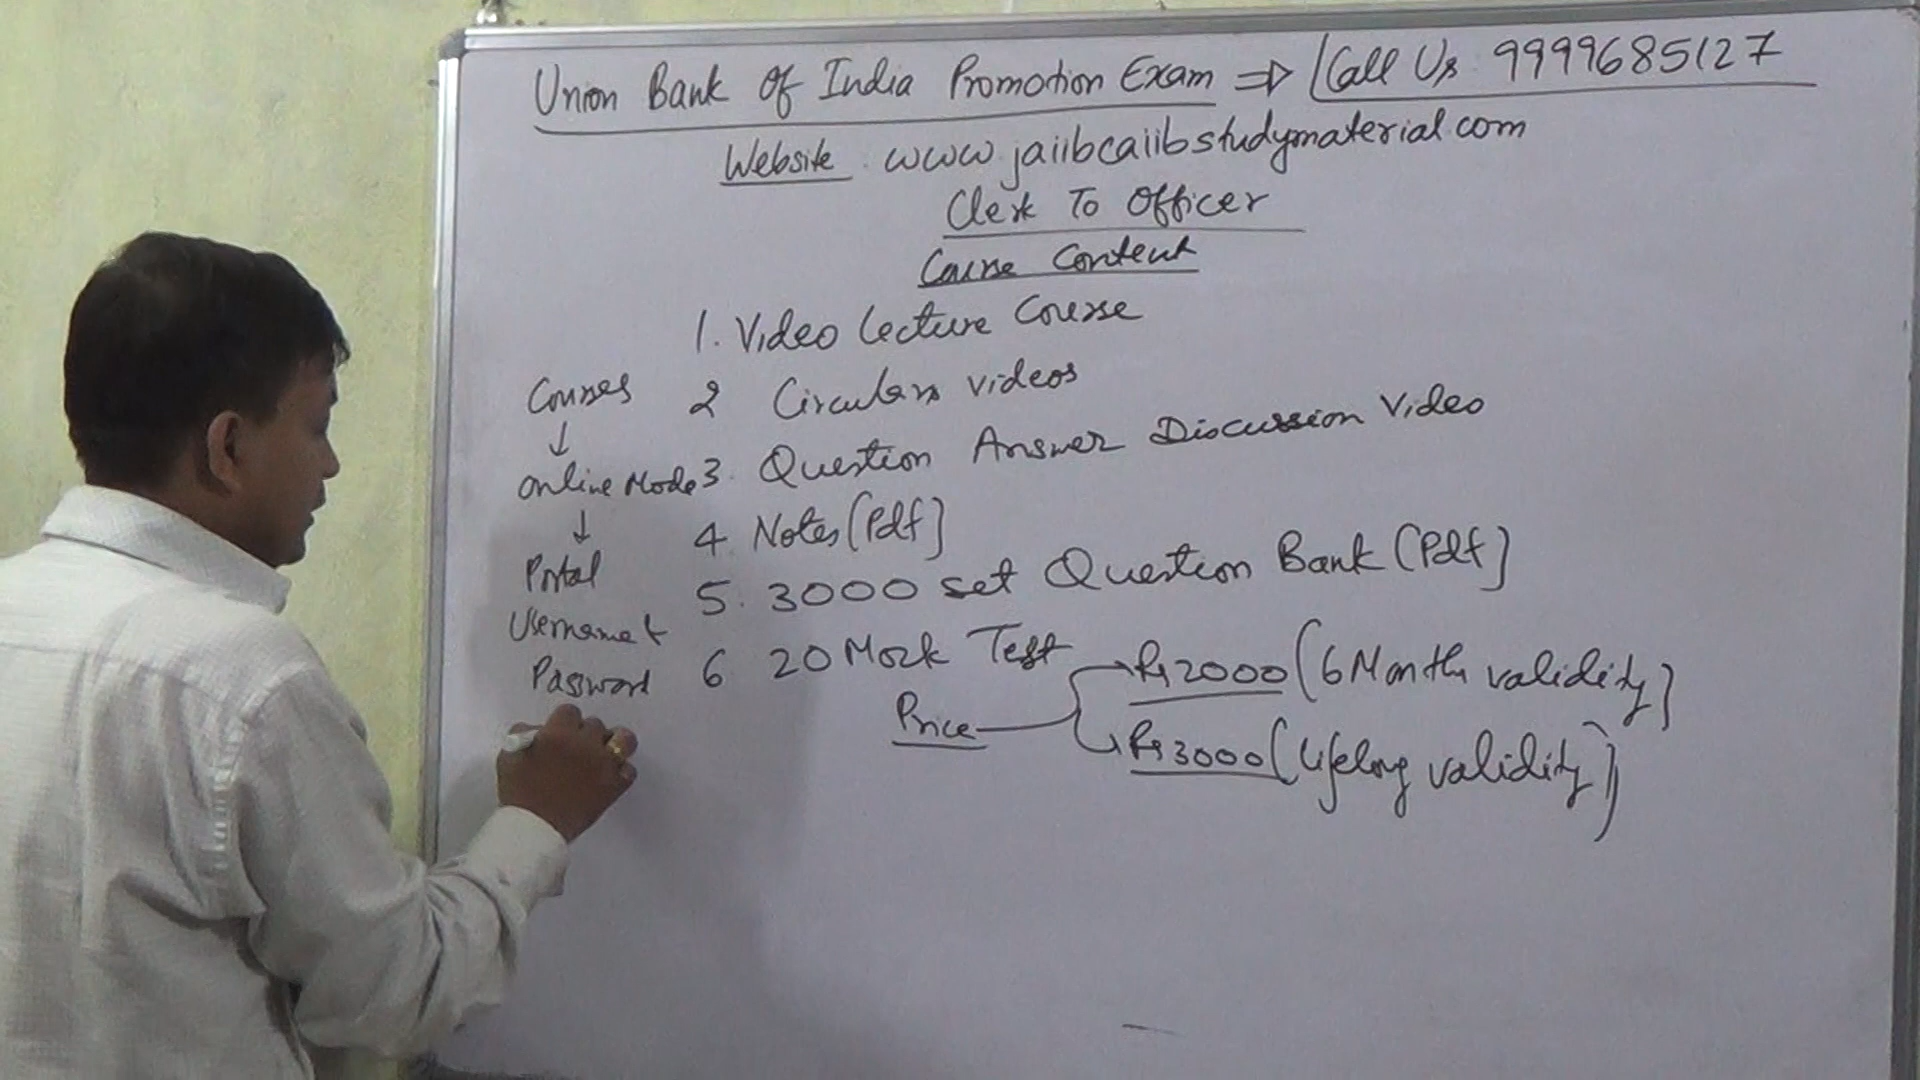 Union Bank Of India Promotion Exam ⇒ Call Us 9999685127
Website www.jaiibcaiibstudymaterial.com
Clerk To Officer
Course Content
1. Video Lecture Course
2 Circulars videos
3. Question Answer Discussion Video
4. Notes (Pdf]
5. 3000 set Question Bank (Pdf]
6 20 Mock Test
Price
Rs 2000 (6 Months validity]
Rs 3000 (Lifelong validity)
Courses
↓
Online Mode
↓
Portal
Username &
Password